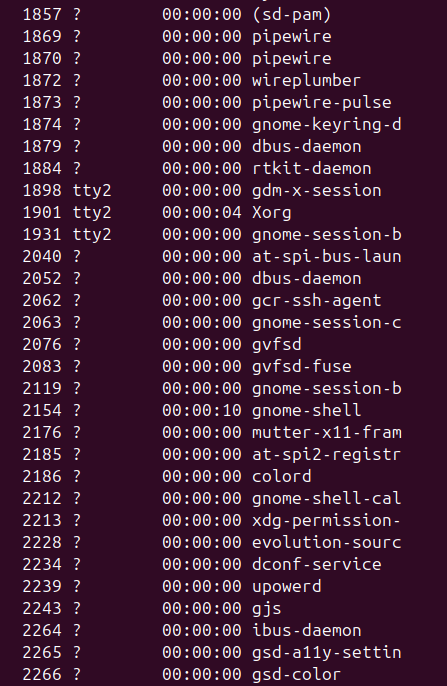 1857 ?        00:00:00 (sd-pam)
1869 ?        00:00:00 pipewire
1870 ?        00:00:00 pipewire
1872 ?        00:00:00 wireplumber
1873 ?        00:00:00 pipewire-pulse
1874 ?        00:00:00 gnome-keyring-d
1879 ?        00:00:00 dbus-daemon
1884 ?        00:00:00 rtkit-daemon
1898 tty2     00:00:00 gdm-x-session
1901 tty2     00:00:04 Xorg
1931 tty2     00:00:00 gnome-session-b
2040 ?        00:00:00 at-spi-bus-laun
2052 ?        00:00:00 dbus-daemon
2062 ?        00:00:00 gcr-ssh-agent
2063 ?        00:00:00 gnome-session-c
2076 ?        00:00:00 gvfsd
2083 ?        00:00:00 gvfsd-fuse
2119 ?        00:00:00 gnome-session-b
2154 ?        00:00:10 gnome-shell
2176 ?        00:00:00 mutter-x11-fram
2185 ?        00:00:00 at-spi2-registr
2186 ?        00:00:00 colord
2212 ?        00:00:00 gnome-shell-cal
2213 ?        00:00:00 xdg-permission-
2228 ?        00:00:00 evolution-sourc
2234 ?        00:00:00 dconf-service
2239 ?        00:00:00 upowerd
2243 ?        00:00:00 gjs
2264 ?        00:00:00 ibus-daemon
2265 ?        00:00:00 gsd-a11y-settin
2266 ?        00:00:00 gsd-color